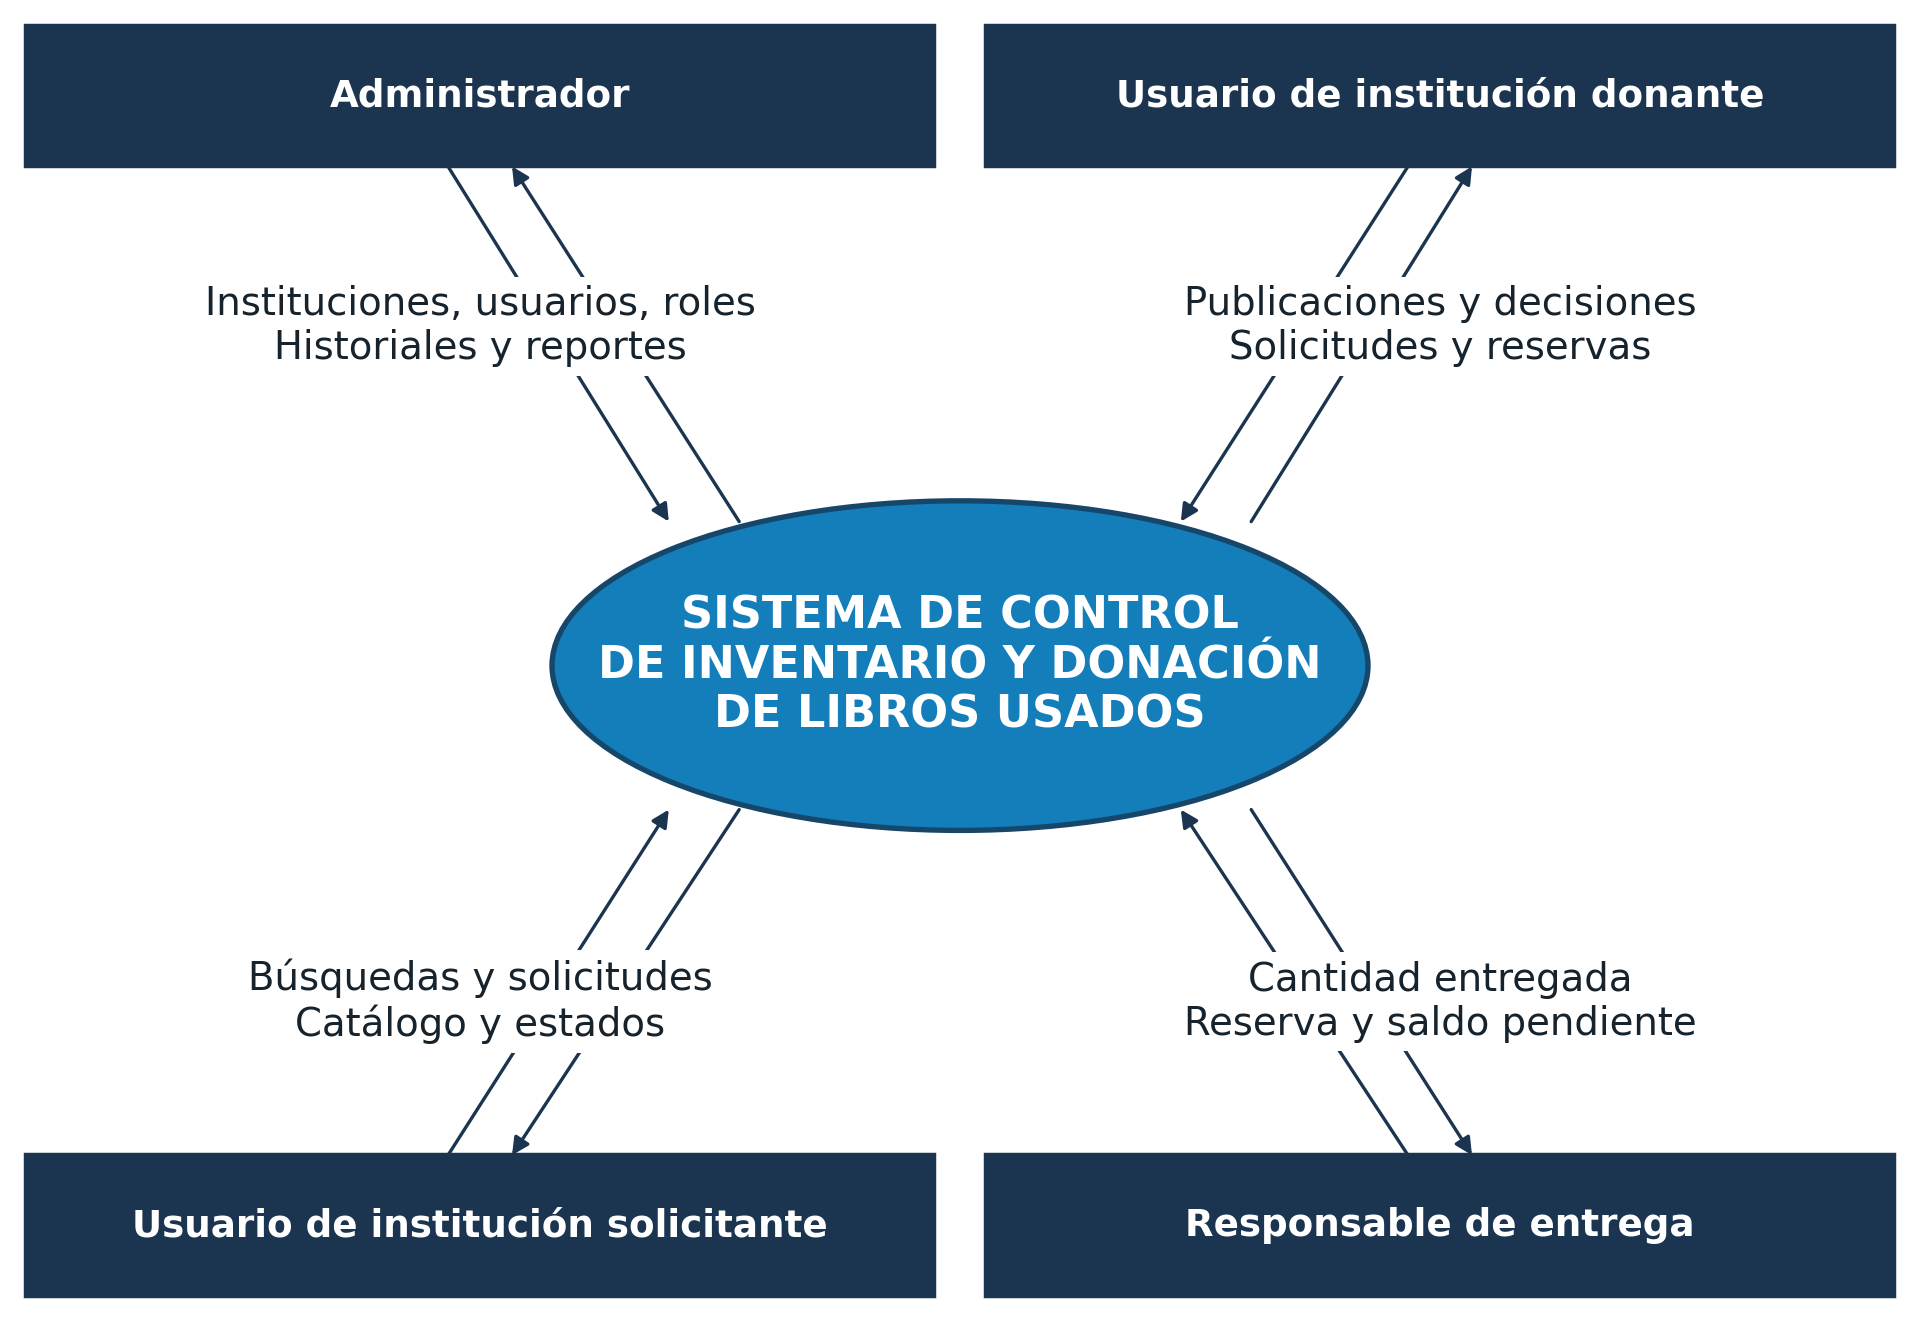 Administrador
Usuario de institución donante
Instituciones, usuarios, roles
Historiales y reportes
Publicaciones y decisiones
Solicitudes y reservas
SISTEMA DE CONTROL
DE INVENTARIO Y DONACIÓN
DE LIBROS USADOS
Búsquedas y solicitudes
Catálogo y estados
Cantidad entregada
Reserva y saldo pendiente
Usuario de institución solicitante
Responsable de entrega